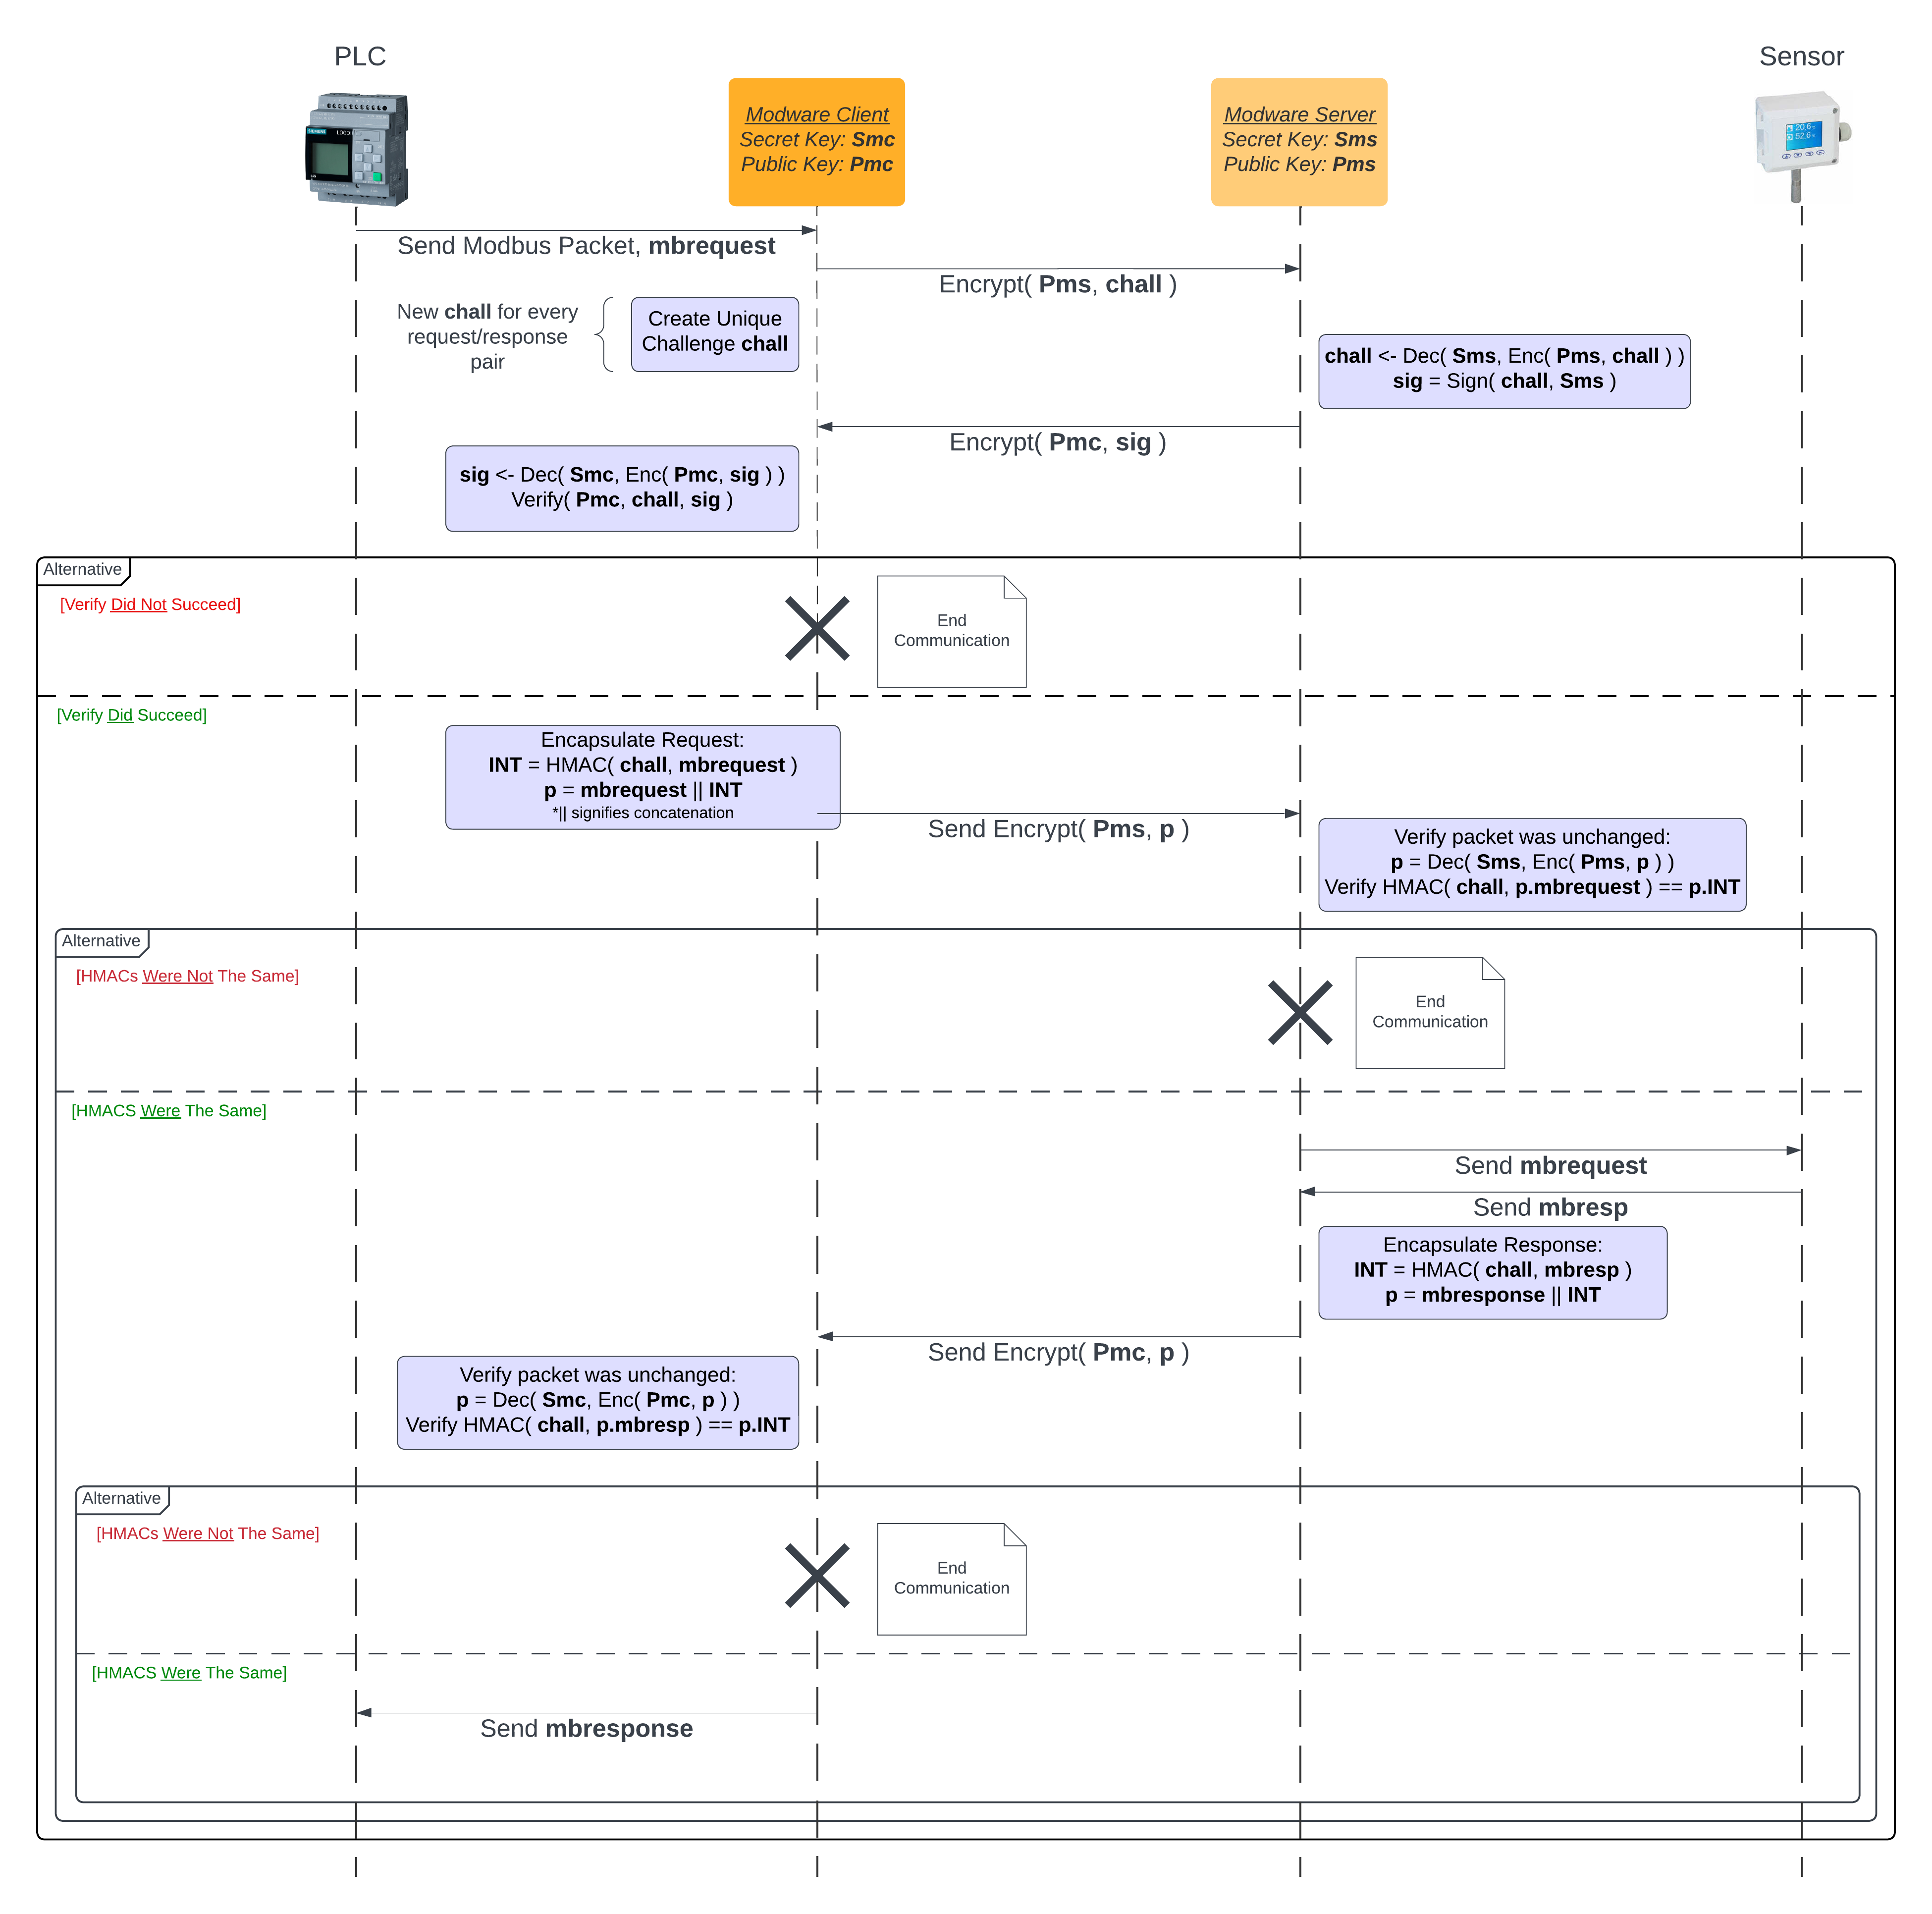 PLC
Sensor
SIEMENS
LOGO!
Modware Client
Secret Key: Smc
Public Key: Pmc
Modware Server
Secret Key: Sms
Public Key: Pms
20.6
52.6
Send Modbus Packet, mbrequest
Encrypt( Pms, chall )
New chall for every
request/response
pair
Create Unique
Challenge chall
chall <- Dec( Sms, Enc( Pms, chall ) )
sig = Sign( chall, Sms )
Encrypt( Pmc, sig )
sig <- Dec( Smc, Enc( Pmc, sig ) )
Verify( Pmc, chall, sig )
Alternative
[Verify Did Not Succeed]
End
Communication
[Verify Did Succeed]
Encapsulate Request:
INT = HMAC( chall, mbrequest )
p = mbrequest || INT
*|| signifies concatenation
Send Encrypt( Pms, p )
Verify packet was unchanged:
p = Dec( Sms, Enc( Pms, p ) )
Verify HMAC( chall, p.mbrequest ) == p.INT
Alternative
[HMACs Were Not The Same]
End
Communication
[HMACS Were The Same]
Send mbrequest
Send mbresp
Encapsulate Response:
INT = HMAC( chall, mbresp )
p = mbresponse || INT
Send Encrypt( Pmc, p )
Verify packet was unchanged:
p = Dec( Smc, Enc( Pmc, p ) )
Verify HMAC( chall, p.mbresp ) == p.INT
Alternative
[HMACs Were Not The Same]
End
Communication
[HMACS Were The Same]
Send mbresponse